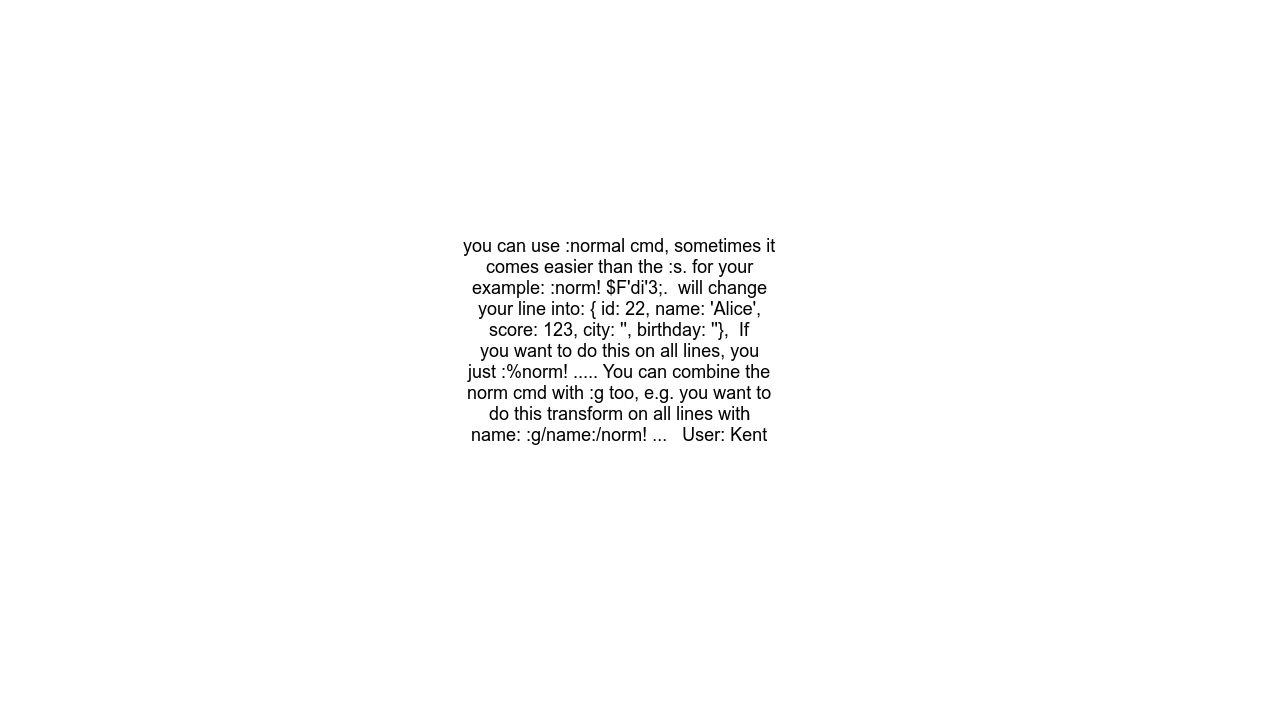 you can use :normal cmd, sometimes it
comes easier than the :s. for your
example: :norm! $F'di'3;.  will change
your line into: { id: 22, name: 'Alice',
score: 123, city: '', birthday: ''},  If
you want to do this on all lines, you
just :%norm! ..... You can combine the
norm cmd with :g too, e.g. you want to
do this transform on all lines with
name: :g/name:/norm! ...   User: Kent